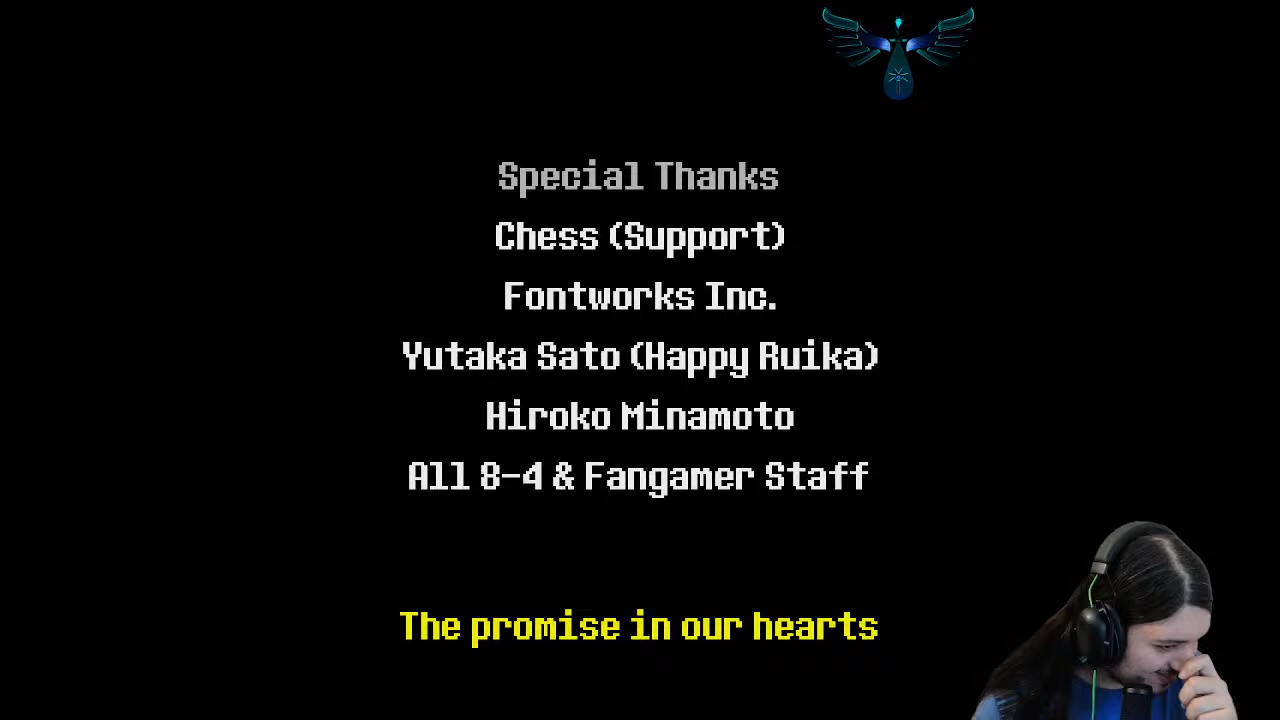 Special Thanks
Chess (Support)
Fontworks Inc.
Yutaka Sato (Happy Ruika)
Hiroko Minamoto
All 8-4 & Fangamer Staff
The promise in our hearts